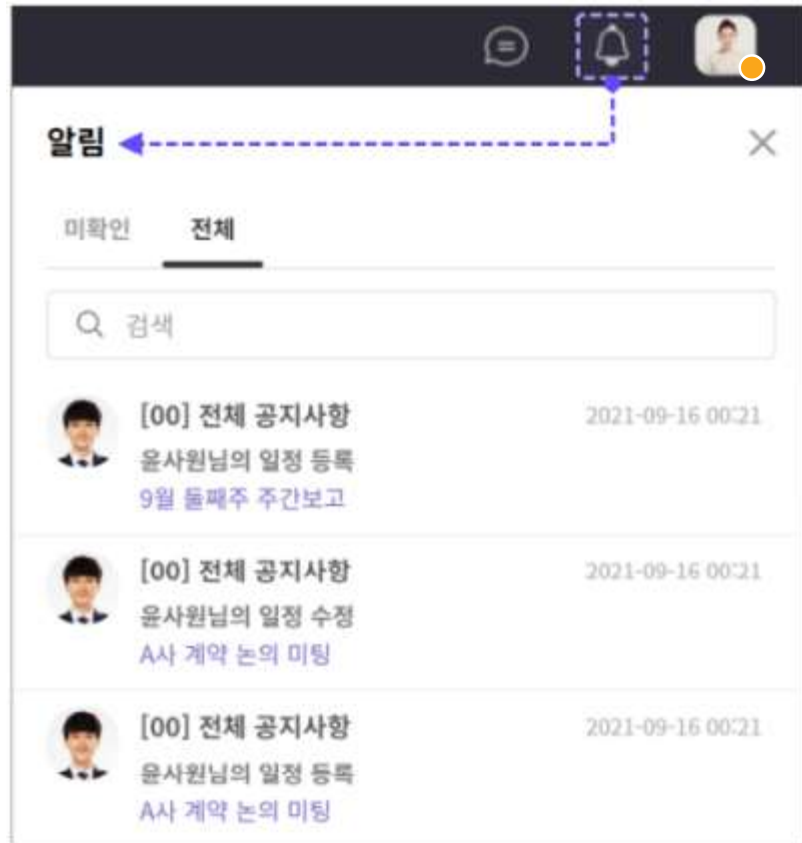 알림
미확인 전체
검색
[00] 전체 공지사항 2021-09-16 00:21
윤사원님의 일정 등록
9월 둘째주 주간보고
[00] 전체 공지사항 2021-09-16 00:21
윤사원님의 일정 수정
A사 계약 논의 미팅
[00] 전체 공지사항 2021-09-16 00:21
윤사원님의 일정 등록
A사 계약 논의 미팅